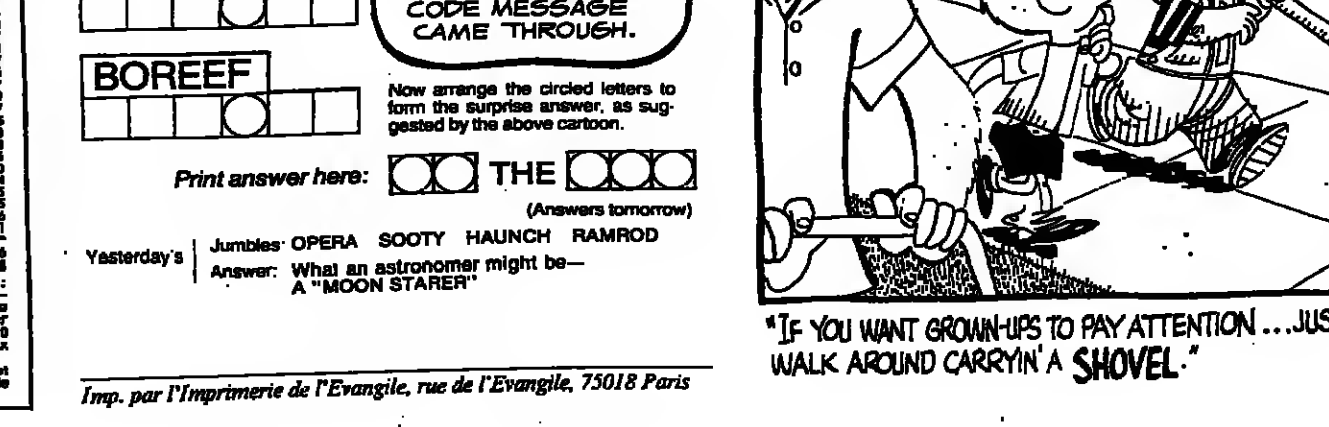 CODE MESSAGE
CAME THROUGH.
BOREEF
Now arrange the circled letters to
form the surprise answer, as sug-
gested by the above cartoon.
Print answer here: THE
(Answers tomorrow)
Yesterday's
Jumbles: OPERA SOOTY HAUNCH RAMROD
Answer: What an astronomer might be—
A "MOON STARER"
Imp. par l'Imprimerie de l'Evangile, rue de l'Evangile, 75018 Paris
"IF YOU WANT GROWN-UPS TO PAY ATTENTION...JUS
WALK AROUND CARRYIN' A SHOVEL."